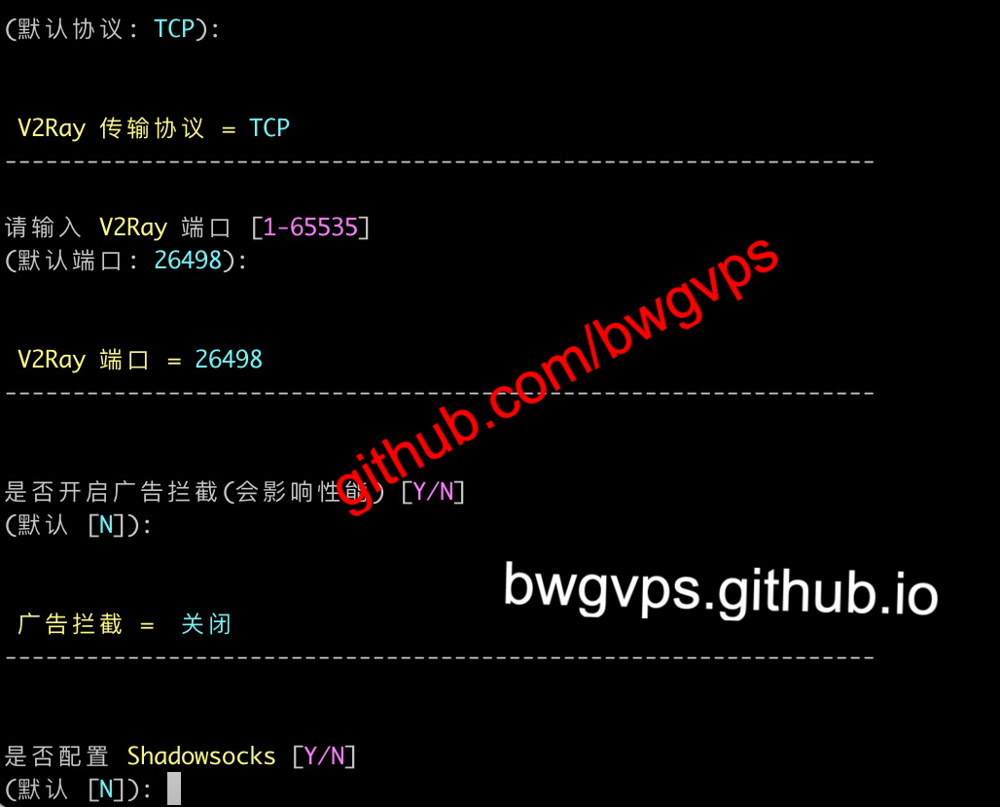 (默认协议: TCP):
V2Ray 传输协议 = TCP
----------------------------------------------------------------
请输入 V2Ray 端口 [1-65535]
(默认端口: 26498):
V2Ray 端口 = 26498
----------------------------------------------------------------
github.com/bwgvps
是否开启广告拦截(会影响性能) [Y/N]
(默认 [N]):
bwgvps.github.io
广告拦截 = 关闭
----------------------------------------------------------------
是否配置 Shadowsocks [Y/N]
(默认 [N]):